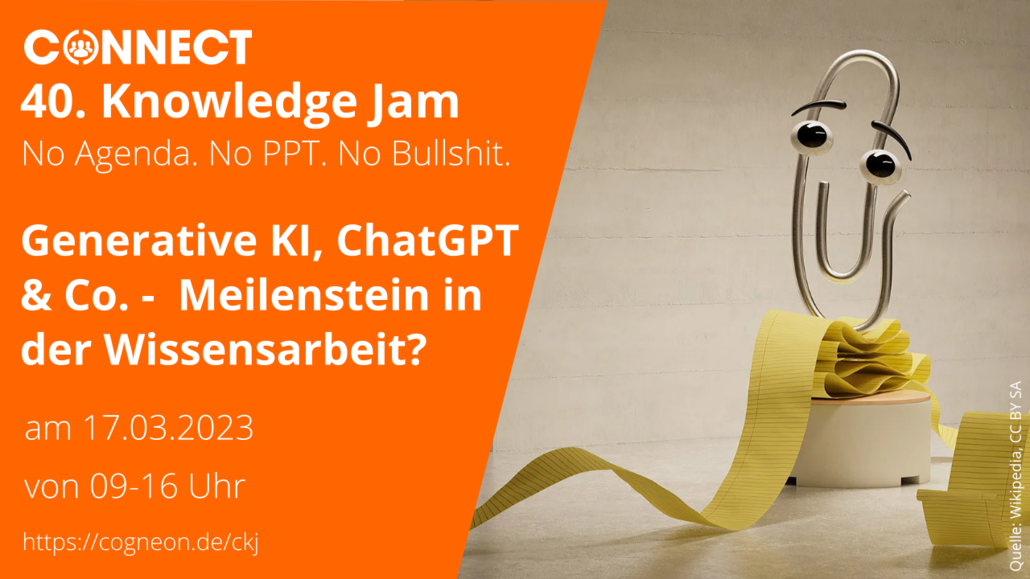 CONNECT
40. Knowledge Jam
No Agenda. No PPT. No Bullshit.
Generative KI, ChatGPT
& Co. - Meilenstein in
der Wissensarbeit?
am 17.03.2023
von 09-16 Uhr
https://cogneon.de/ckj
Quelle: Wikipedia, CC BY SA